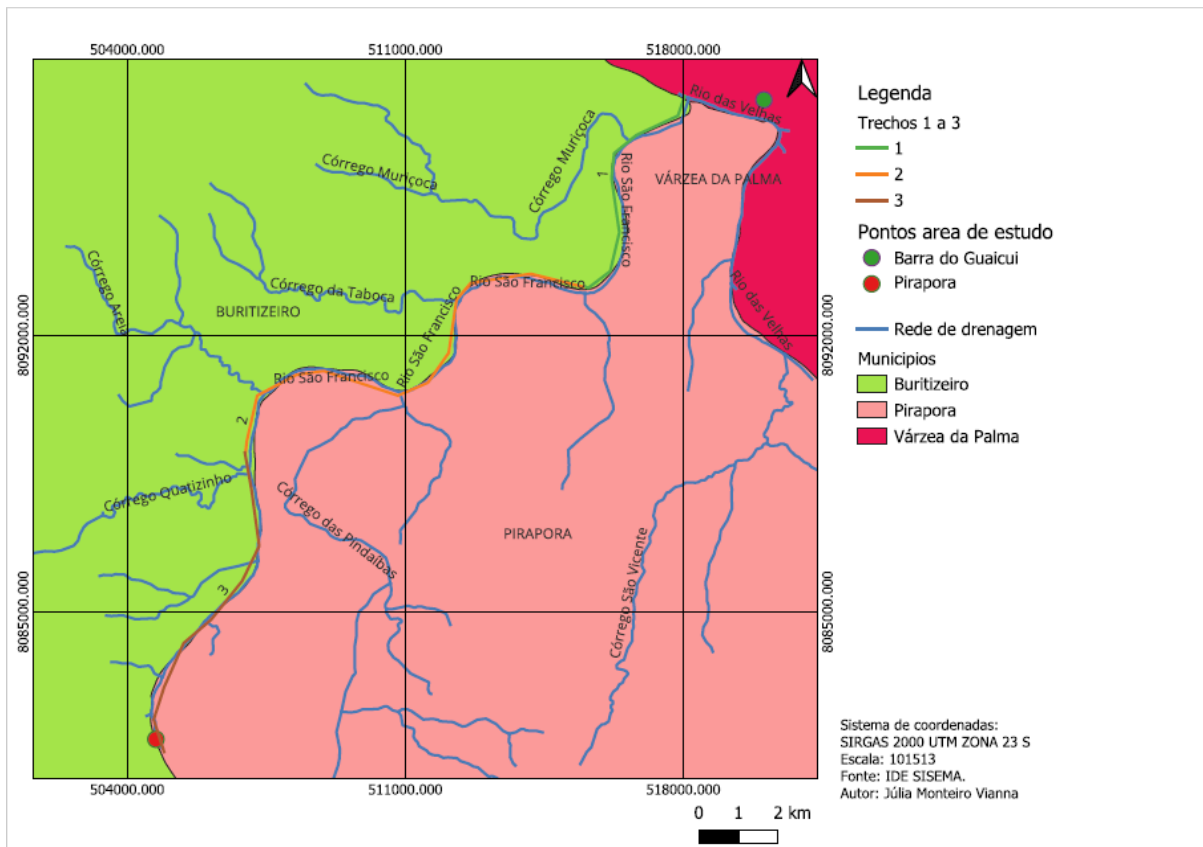 504000.000
511000.000
518000.000
Rio das Velhas
Córrego Muriçoca
Córrego Muriçoca
1
Rio São Francisco
VÁRZEA DA PALMA
Córrego Areia
Córrego da Taboca
Rio São Francisco
BURITIZEIRO
Rio São Francisco
Rio das Velhas
8092000.000
8092000.000
Rio São Francisco
2
Córrego Quatizinho
Córrego das Pindaíbas
PIRAPORA
Córrego São Vicente
3
8085000.000
8085000.000
504000.000
511000.000
518000.000
Legenda
Trechos 1 a 3
1
2
3
Pontos area de estudo
Barra do Guaicui
Pirapora
Rede de drenagem
Municipios
Buritizeiro
Pirapora
Várzea da Palma
Sistema de coordenadas:
SIRGAS 2000 UTM ZONA 23 S
Escala: 101513
Fonte: IDE SISEMA.
Autor: Júlia Monteiro Vianna
0 1 2 km